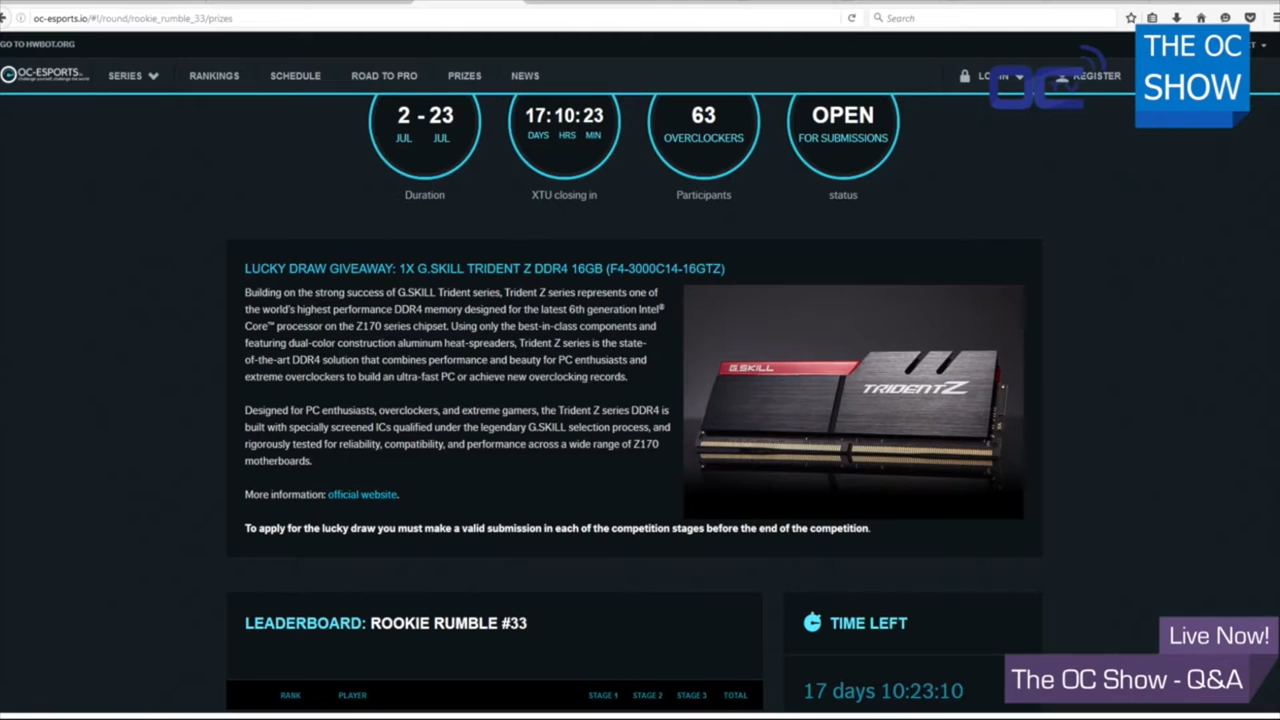 oc-esports.io/#!/round/rookie_rumble_33/prizes
Search
GO TO HWBOT.ORG
THE OC
SHOW
OC-ESPORTS
SERIES
RANKINGS
SCHEDULE
ROAD TO PRO
PRIZES
NEWS
REGISTER
2 - 23
JUL JUL
Duration
17:10:23
DAYS HRS MIN
XTU closing in
63
OVERCLOCKERS
Participants
OPEN
FOR SUBMISSIONS
status
LUCKY DRAW GIVEAWAY: 1X G.SKILL TRIDENT Z DDR4 16GB (F4-3000C14-16GTZ)
Building on the strong success of G.SKILL Trident series, Trident Z series represents one of
the world's highest performance DDR4 memory designed for the latest 6th generation Intel®
Core™ processor on the Z170 series chipset. Using only the best-in-class components and
featuring dual-color construction aluminum heat-spreaders, Trident Z series is the state-
of-the-art DDR4 solution that combines performance and beauty for PC enthusiasts and
extreme overclockers to build an ultra-fast PC or achieve new overclocking records.
Designed for PC enthusiasts, overclockers, and extreme gamers, the Trident Z series DDR4 is
built with specially screened ICs qualified under the legendary G.SKILL selection process, and
rigorously tested for reliability, compatibility, and performance across a wide range of Z170
motherboards.
More information: official website.
G.SKILL
TRIDENTZ
To apply for the lucky draw you must make a valid submission in each of the competition stages before the end of the competition.
LEADERBOARD: ROOKIE RUMBLE #33
RANK PLAYER STAGE 1 STAGE 2 STAGE 3 TOTAL
TIME LEFT
17 days 10:23:10
Live Now!
The OC Show - Q&A